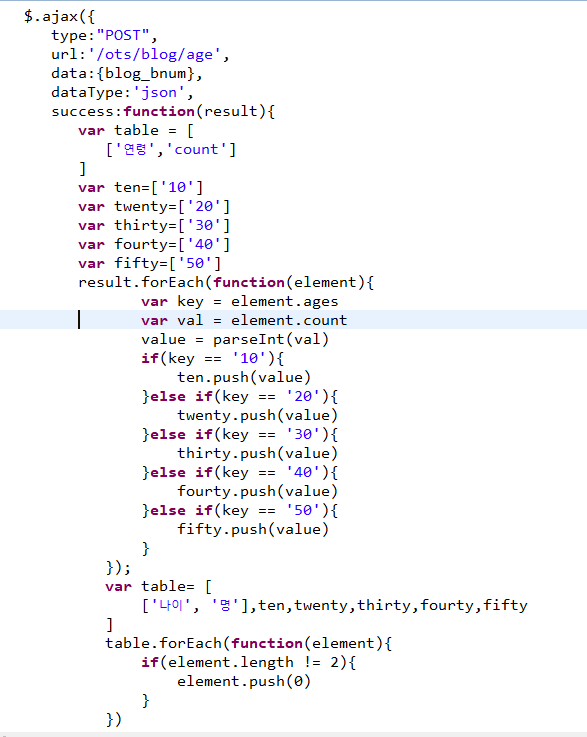 $.ajax({
type:"POST",
url:'/ots/blog/age',
data:{blog_bnum},
dataType:'json',
success:function(result){
var table = [
['연령','count']
]
var ten=['10']
var twenty=['20']
var thirty=['30']
var fourty=['40']
var fifty=['50']
result.forEach(function(element){
var key = element.ages
var val = element.count
value = parseInt(val)
if(key == '10'){
ten.push(value)
}else if(key == '20'){
twenty.push(value)
}else if(key == '30'){
thirty.push(value)
}else if(key == '40'){
fourty.push(value)
}else if(key == '50'){
fifty.push(value)
}
});
var table= [
['나이', '명'],ten,twenty,thirty,fourty,fifty
]
table.forEach(function(element){
if(element.length != 2){
element.push(0)
}
})